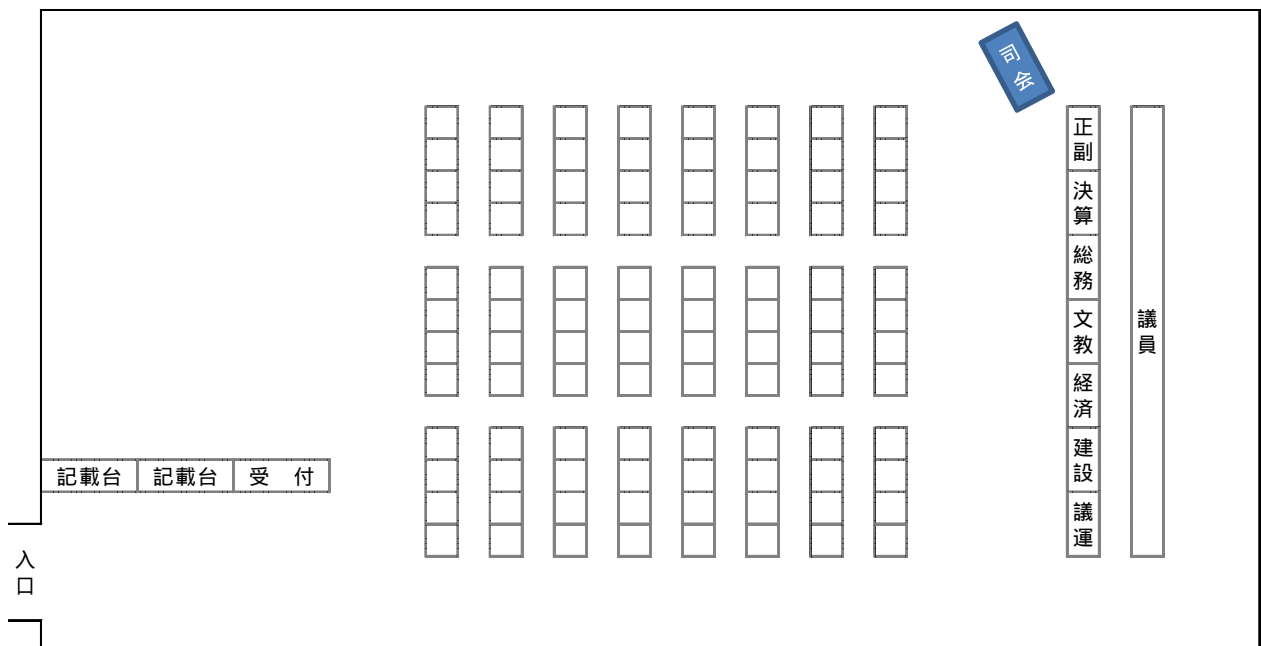 司会
正副
決算
総務
文教
経済
建設
議運
議員
記載台
記載台
受　付
入口